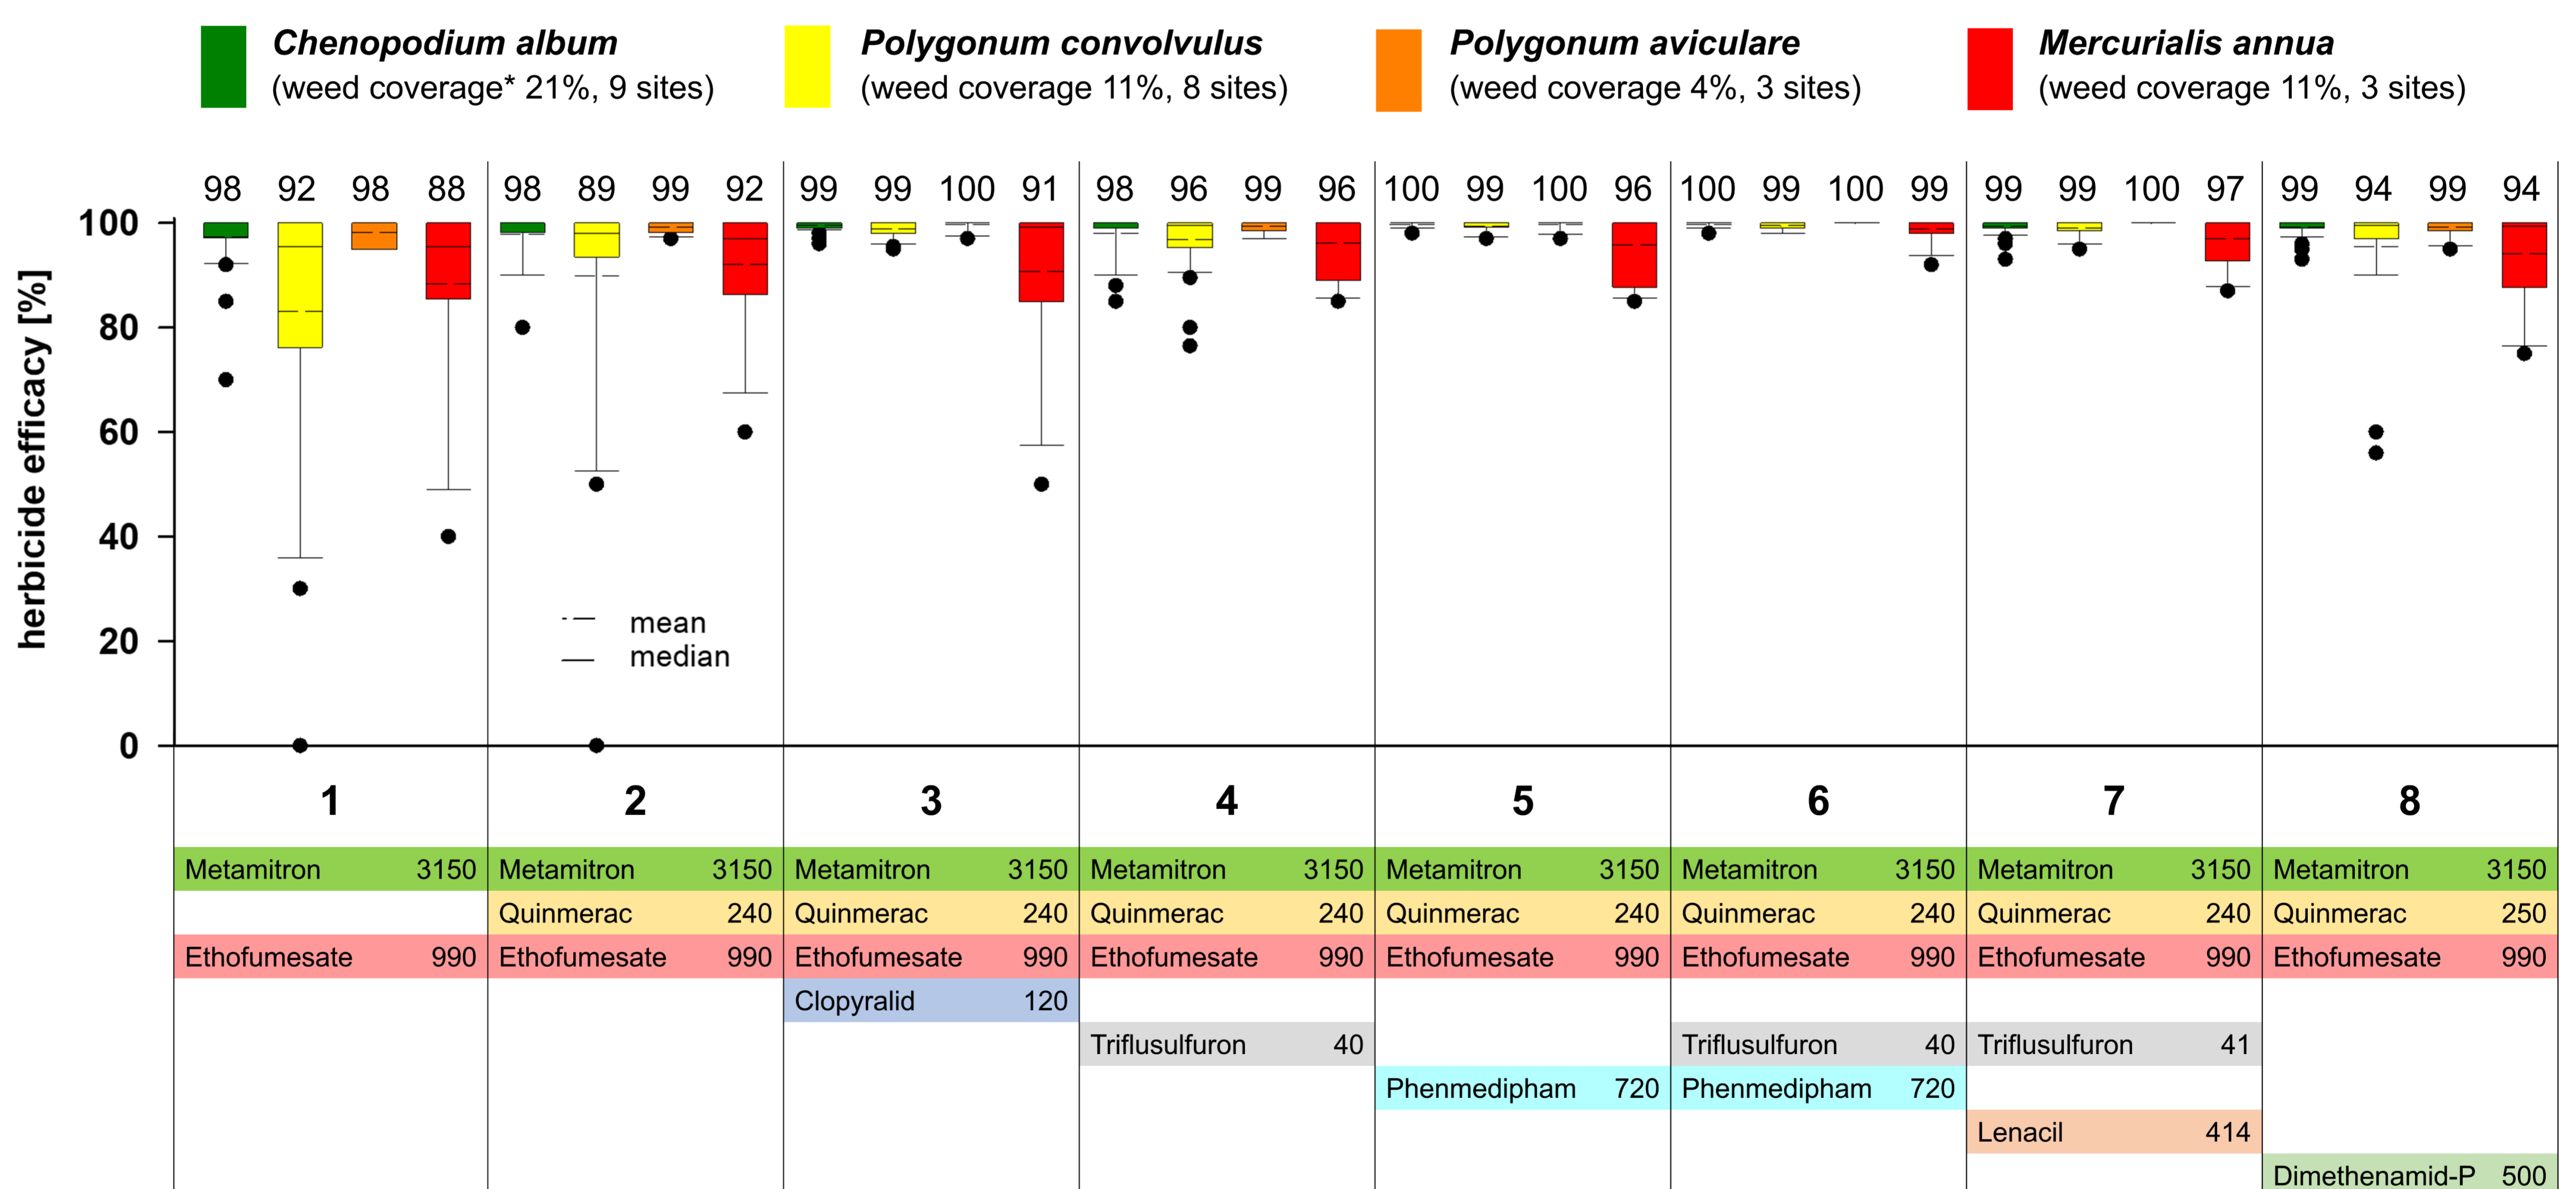 Chenopodium album Polygonum convolvulus Polygonum aviculare Mercurialis annua
(weed coverage* 21%, 9 sites) (weed coverage 11%, 8 sites) (weed coverage 4%, 3 sites) (weed coverage 11%, 3 sites)
98 92 98 88 98 89 99 92 99 99 100 91 98 96 99 96 100 99 100 96 100 99 100 99 99 99 100 97 99 94 99 94
herbicide efficacy [%]
100
80
60
40
20
0
mean
median
1 2 3 4 5 6 7 8
Metamitron 3150 Metamitron 3150 Metamitron 3150 Metamitron 3150 Metamitron 3150 Metamitron 3150 Metamitron 3150 Metamitron 3150
Quinmerac 240 Quinmerac 240 Quinmerac 240 Quinmerac 240 Quinmerac 240 Quinmerac 240 Quinmerac 250
Ethofumesate 990 Ethofumesate 990 Ethofumesate 990 Ethofumesate 990 Ethofumesate 990 Ethofumesate 990 Ethofumesate 990 Ethofumesate 990
Clopyralid 120
Triflusulfuron 40 Triflusulfuron 40 Triflusulfuron 41
Phenmedipham 720 Phenmedipham 720
Lenacil 414
Dimethenamid-P 500